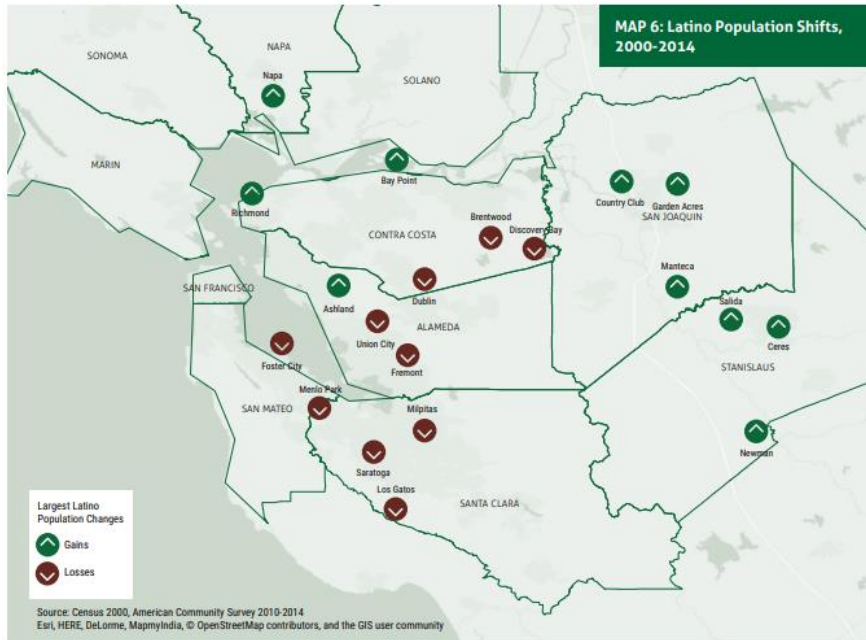 MAP 6: Latino Population Shifts,
2000-2014
NAPA
SONOMA
Napa
SOLANO
MARIN
Bay Point
Richmond
Country Club
Garden Acres
SAN JOAQUIN
Brentwood
Discovery Bay
CONTRA COSTA
Manteca
SAN FRANCISCO
Ashland
Dublin
Salida
ALAMEDA
Union City
Ceres
Foster City
Fremont
STANISLAUS
Menlo Park
SAN MATEO
Milpitas
Newman
Saratoga
Los Gatos
SANTA CLARA
Largest Latino
Population Changes
Gains
Losses
Source: Census 2000, American Community Survey 2010-2014
Esri, HERE, DeLorme, MapmyIndia, © OpenStreetMap contributors, and the GIS user community